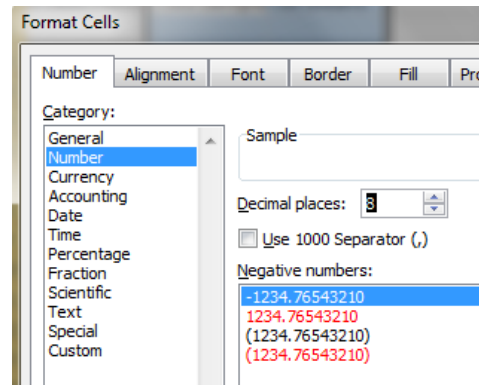 Format Cells
Number Alignment Font Border Fill
Category:
General
Number
Currency
Accounting
Date
Time
Percentage
Fraction
Scientific
Text
Special
Custom
Sample
Decimal places: 8
Use 1000 Separator (,)
Negative numbers:
-1234.76543210
1234.76543210
(1234.76543210)
(1234.76543210)